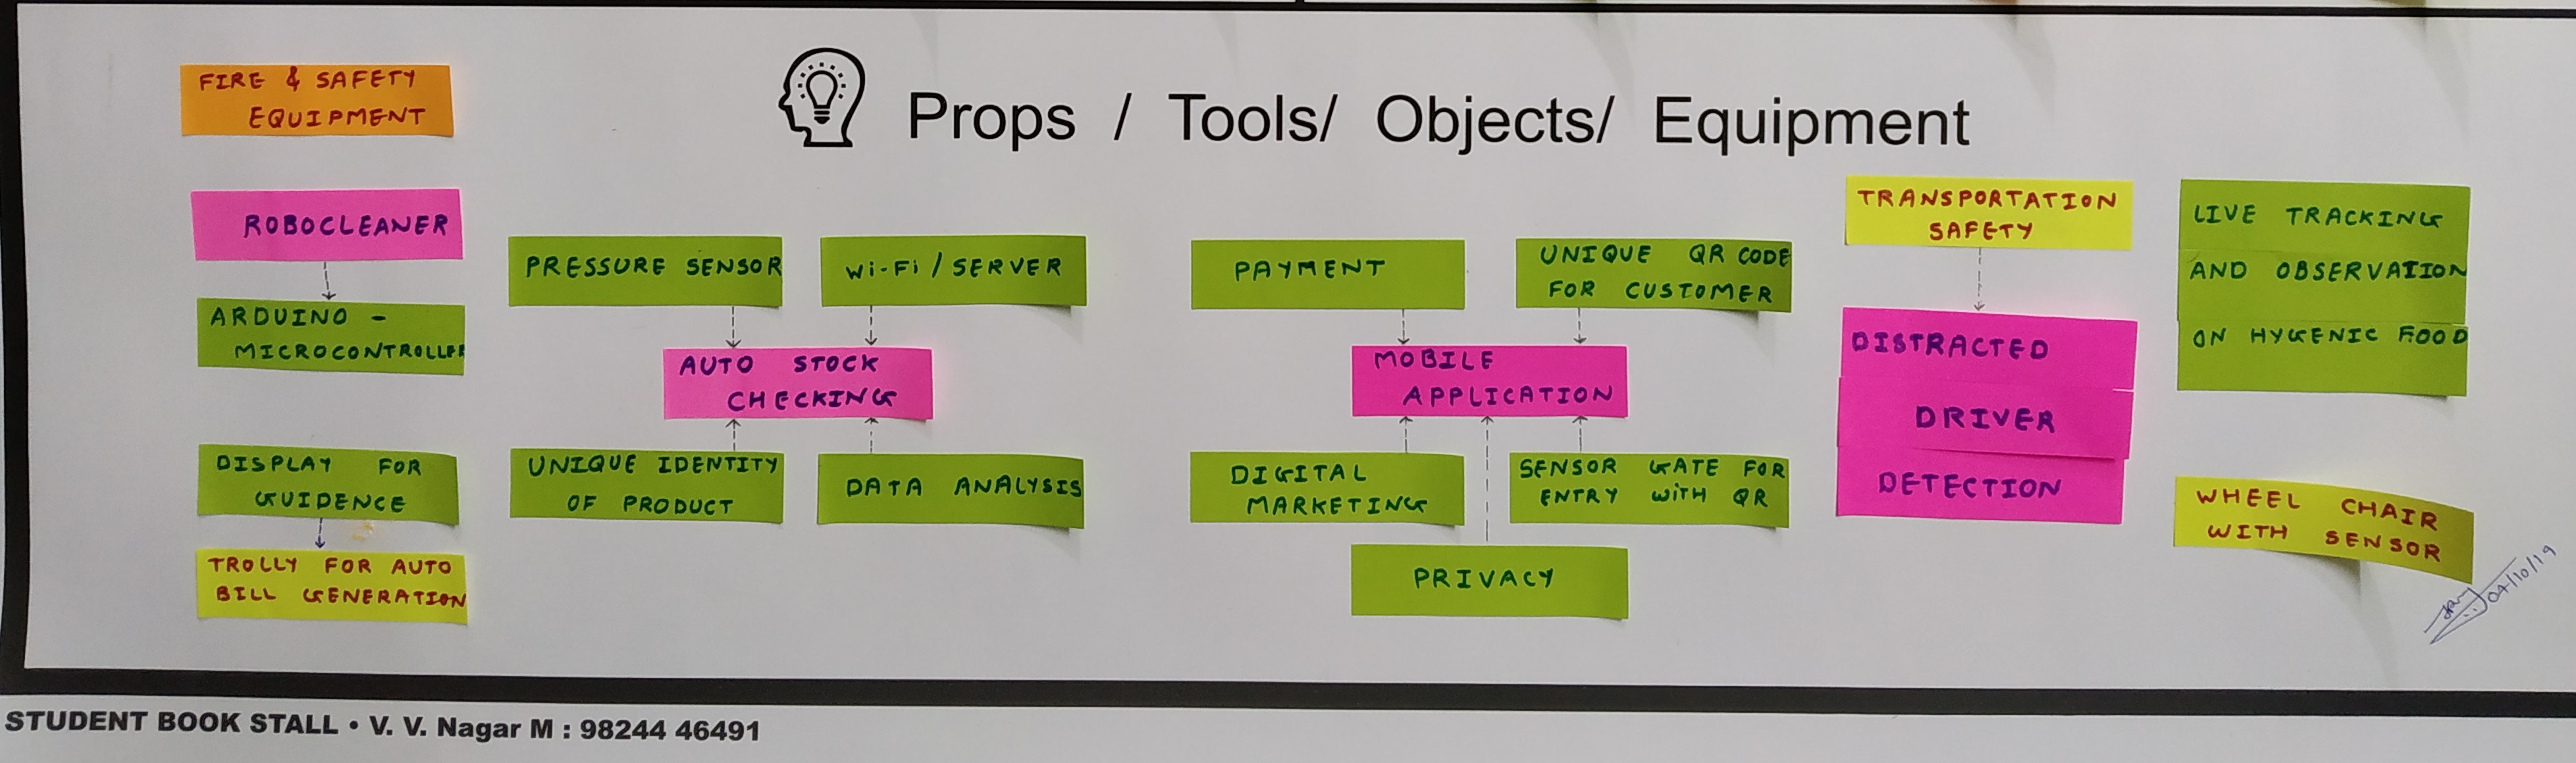 Props / Tools/ Objects/ Equipment
FIRE & SAFETY
EQUIPMENT
ROBOCLEANER
ARDUINO -
MICROCONTROLLER
DISPLAY FOR
GUIDENCE
TROLLY FOR AUTO
BILL GENERATION
PRESSURE SENSOR
Wi-Fi / SERVER
AUTO STOCK
CHECKING
UNIQUE IDENTITY
OF PRODUCT
DATA ANALYSIS
PAYMENT
UNIQUE QR CODE
FOR CUSTOMER
MOBILE
APPLICATION
DIGITAL
MARKETING
SENSOR GATE FOR
ENTRY WITH QR
PRIVACY
TRANSPORTATION
SAFETY
DISTRACTED
DRIVER
DETECTION
LIVE TRACKING
AND OBSERVATION
ON HYGENIC FOOD
WHEEL CHAIR
WITH SENSOR
04/10/19
STUDENT BOOK STALL • V. V. Nagar M : 98244 46491